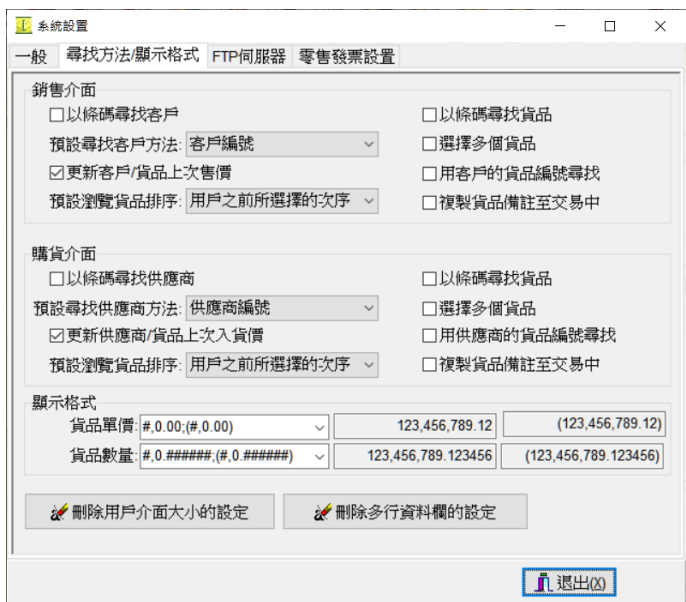 系統設置
一般 尋找方法/顯示格式 FTP伺服器 零售發票設置
銷售介面
以條碼尋找客戶 以條碼尋找貨品
預設尋找客戶方法: 客戶編號 選擇多個貨品
更新客戶/貨品上次售價 用客戶的貨品編號尋找
預設瀏覽貨品排序: 用戶之前所選擇的次序 複製貨品備註至交易中
購貨介面
以條碼尋找供應商 以條碼尋找貨品
預設尋找供應商方法: 供應商編號 選擇多個貨品
更新供應商/貨品上次入貨價 用供應商的貨品編號尋找
預設瀏覽貨品排序: 用戶之前所選擇的次序 複製貨品備註至交易中
顯示格式
貨品單價: #,0.00;(#,0.00) 123,456,789.12 (123,456,789.12)
貨品數量: #,0.######;(#,0.######) 123,456,789.123456 (123,456,789.123456)
刪除用戶介面大小的設定 刪除多行資料欄的設定
退出(X)